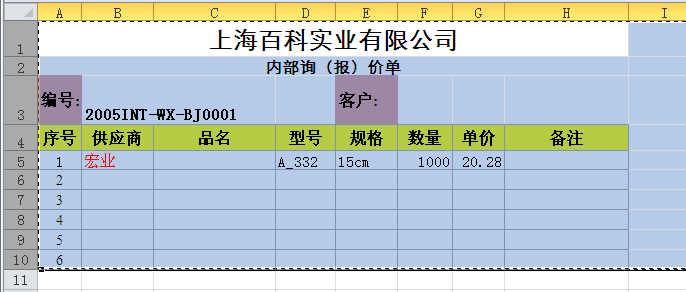 A B C D E F G H I
1 上海百科实业有限公司
2 内部询（报）价单
3 编号: 2005INT-WX-BJ0001 客户:
4 序号 供应商 品名 型号 规格 数量 单价 备注
5 1 宏业 A_332 15cm 1000 20.28
6 2
7 3
8 4
9 5
10 6
11